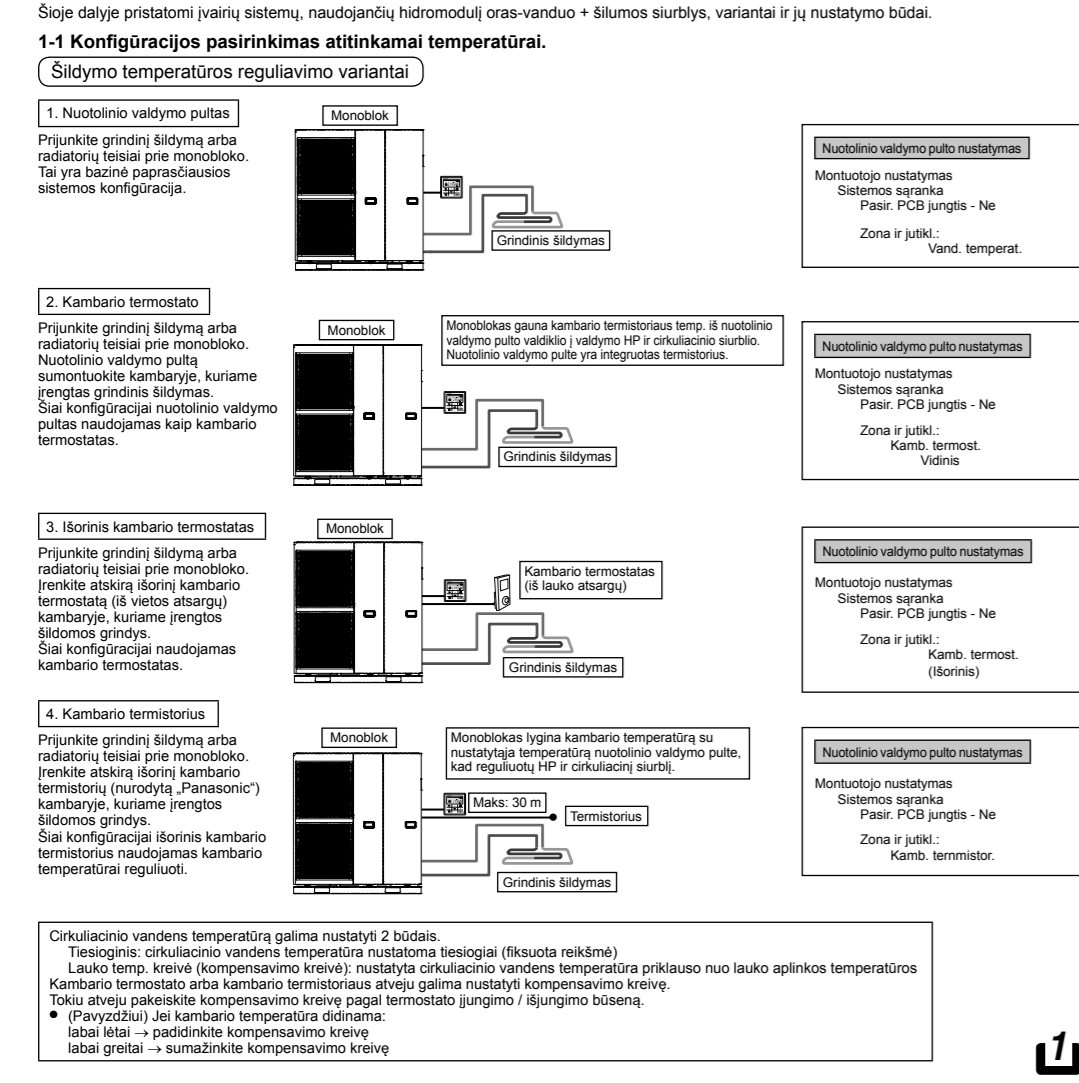 Šioje dalyje pristatomi įvairių sistemų, naudojančių hidromodulį oras-vanduo + šilumos siurblys, variantai ir jų nustatymo būdai.
1-1 Konfigūracijos pasirinkimas atitinkamai temperatūrai.
Šildymo temperatūros reguliavimo variantai
1. Nuotolinio valdymo pultas
Prijunkite grindinį šildymą arba
radiatorių teisiai prie monobloko.
Tai yra bazinė paprasčiausios
sistemos konfigūracija.
Monoblok
Grindinis šildymas
Nuotolinio valdymo pulto nustatymas
Montuotojo nustatymas
Sistemos sąranka
Pasir. PCB jungtis - Ne
Zona ir jutikl.:
Vand. temperat.
2. Kambario termostato
Prijunkite grindinį šildymą arba
radiatorių teisiai prie monobloko.
Nuotolinio valdymo pultą
sumontuokite kambaryje, kuriame
įrengtas grindinis šildymas.
Šiai konfigūracijai nuotolinio valdymo
pultas naudojamas kaip kambario
termostatas.
Monoblok
Monoblokas gauna kambario termistoriaus temp. iš nuotolinio
valdymo pulto valdiklio į valdymo HP ir cirkuliacinio siurblio.
Nuotolinio valdymo pulte yra integruotas termistorius.
Grindinis šildymas
Nuotolinio valdymo pulto nustatymas
Montuotojo nustatymas
Sistemos sąranka
Pasir. PCB jungtis - Ne
Zona ir jutikl.:
Kamb. termost.
Vidinis
3. Išorinis kambario termostatas
Prijunkite grindinį šildymą arba
radiatorių teisiai prie monobloko.
Įrenkite atskirą išorinį kambario
termostatą (iš vietos atsargų)
kambaryje, kuriame įrengtos
šildomos grindys.
Šiai konfigūracijai naudojamas
kambario termostatas.
Monoblok
Kambario termostatas
(iš lauko atsargų)
Grindinis šildymas
Nuotolinio valdymo pulto nustatymas
Montuotojo nustatymas
Sistemos sąranka
Pasir. PCB jungtis - Ne
Zona ir jutikl.:
Kamb. termost.
(Išorinis)
4. Kambario termistorius
Prijunkite grindinį šildymą arba
radiatorių teisiai prie monobloko.
Įrenkite atskirą išorinį kambario
termistorių (nurodytą „Panasonic“)
kambaryje, kuriame įrengtos
šildomos grindys.
Šiai konfigūracijai išorinis kambario
termistorius naudojamas kambario
temperatūrai reguliuoti.
Monoblok
Monoblokas lygina kambario temperatūrą su
nustatytąja temperatūrą nuotolinio valdymo pulte,
kad reguliuotų HP ir cirkuliacinį siurblį.
Maks: 30 m
Termistorius
Grindinis šildymas
Nuotolinio valdymo pulto nustatymas
Montuotojo nustatymas
Sistemos sąranka
Pasir. PCB jungtis - Ne
Zona ir jutikl.:
Kamb. ternmistor.
Cirkuliacinio vandens temperatūrą galima nustatyti 2 būdais.
Tiesioginis: cirkuliacinio vandens temperatūra nustatoma tiesiogiai (fiksuota reikšmė)
Lauko temp. kreivė (kompensavimo kreivė): nustatyta cirkuliacinio vandens temperatūra priklauso nuo lauko aplinkos temperatūros
Kambario termostato arba kambario termistoriaus atveju galima nustatyti kompensavimo kreivę.
Tokiu atveju pakeiskite kompensavimo kreivę pagal termostato įjungimo / išjungimo būseną.
● (Pavyzdžiui) Jei kambario temperatūra didinama:
labai lėtai → padidinkite kompensavimo kreivę
labai greitai → sumažinkite kompensavimo kreivę
1